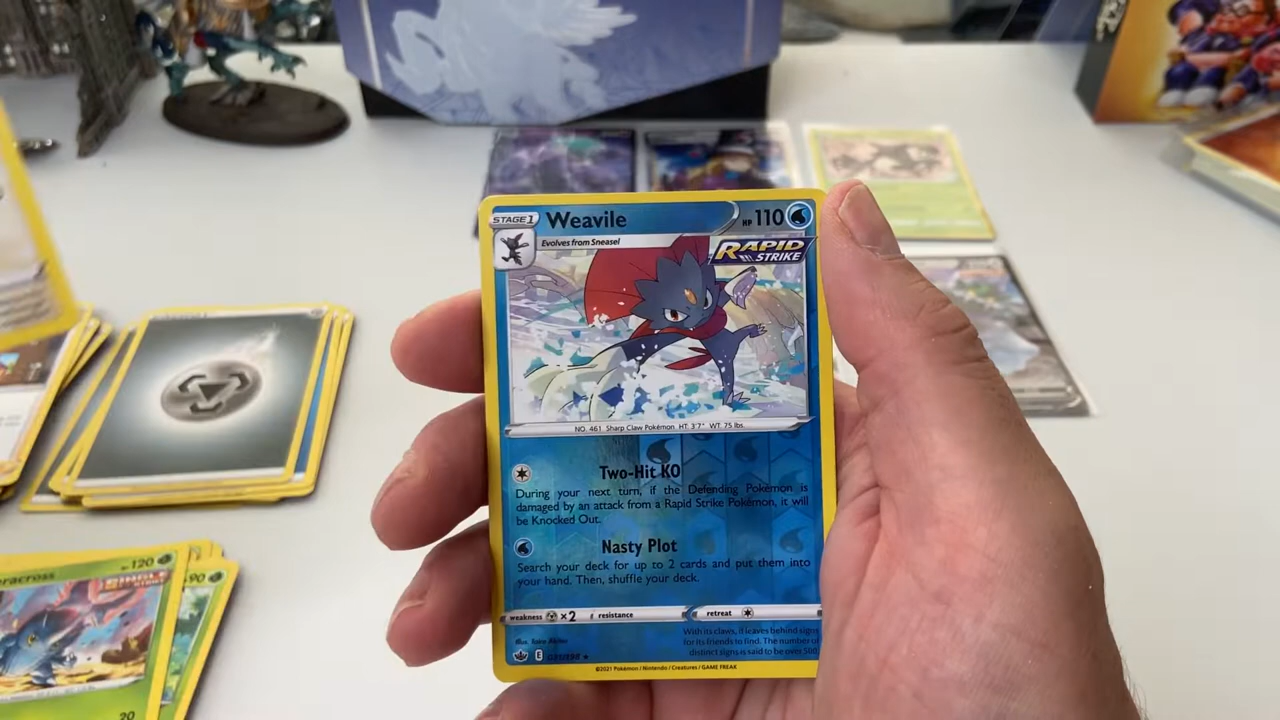 STAGE 1
Weavile
HP 110
Evolves from Sneasel
RAPID
STRIKE
NO. 461 Sharp Claw Pokémon HT: 3'7" WT: 75 lbs.
Two-Hit KO
During your next turn, if the Defending Pokémon is
damaged by an attack from a Rapid Strike Pokémon, it will
be Knocked Out.
Nasty Plot
Search your deck for up to 2 cards and put them into
your hand. Then, shuffle your deck.
weakness ×2 resistance retreat
With its claws, it leaves behind signs
for its friends to find. The number of
distinct signs is said to be over 500.
E
©2021 Pokémon / Nintendo / Creatures / GAME FREAK
eracross
HP 120
90
20